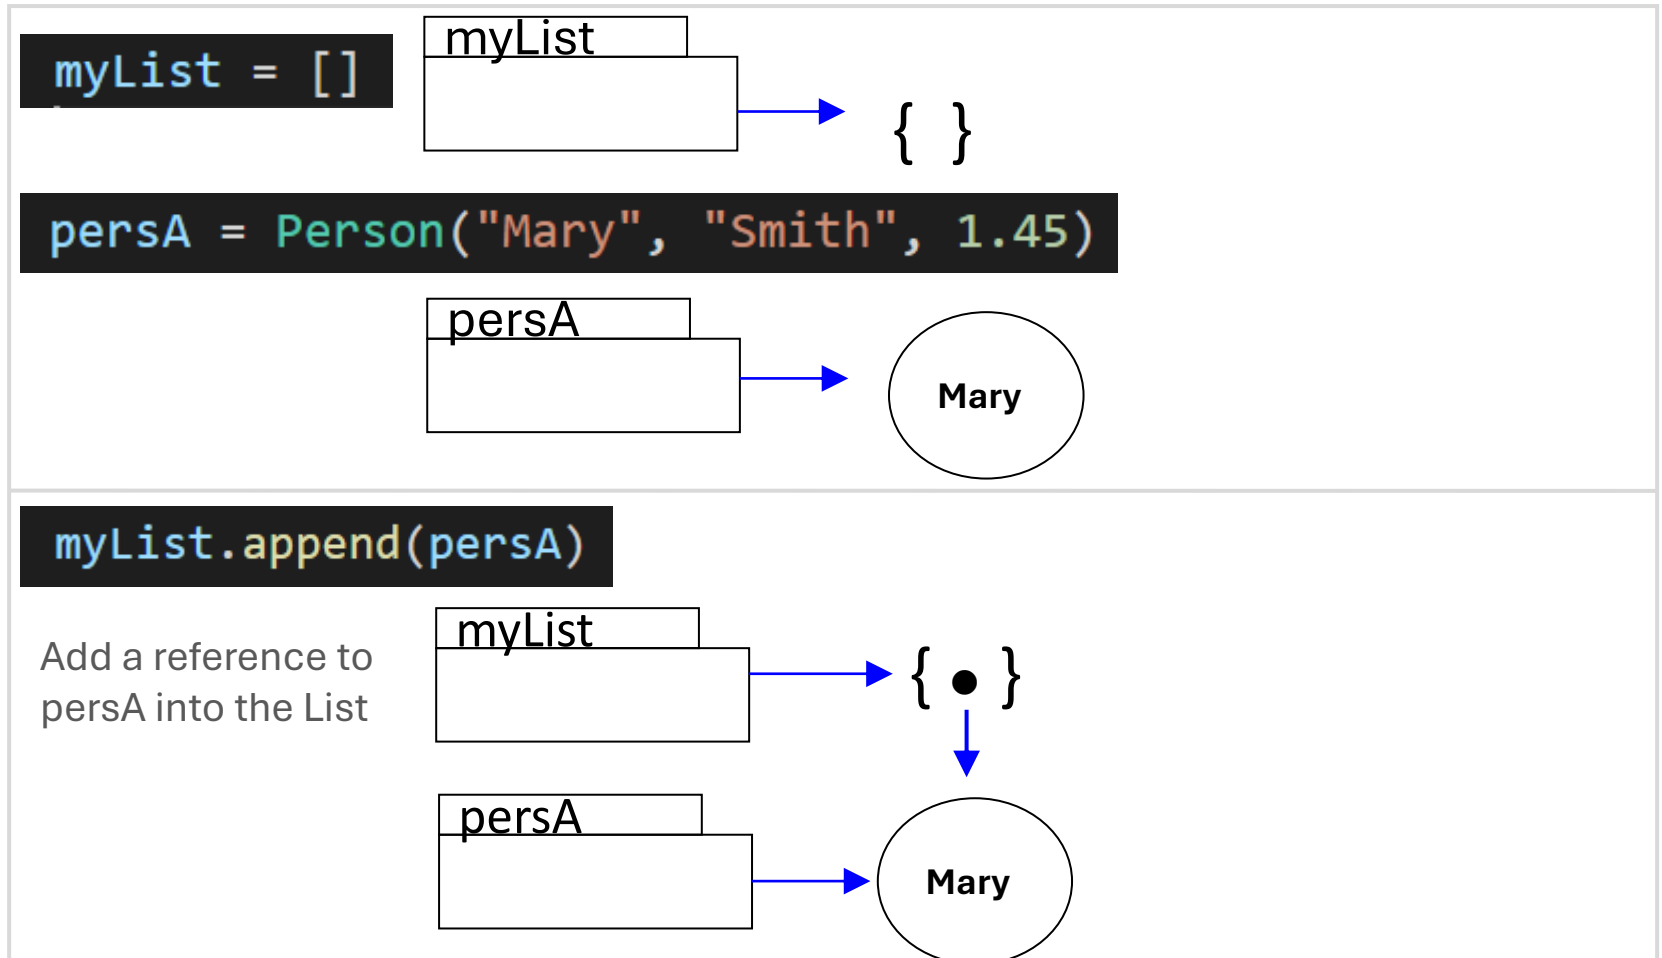 myList = []
myList
{ }
persA = Person("Mary", "Smith", 1.45)
persA
Mary
myList.append(persA)
Add a reference to
persA into the List
myList
{ • }
persA
Mary